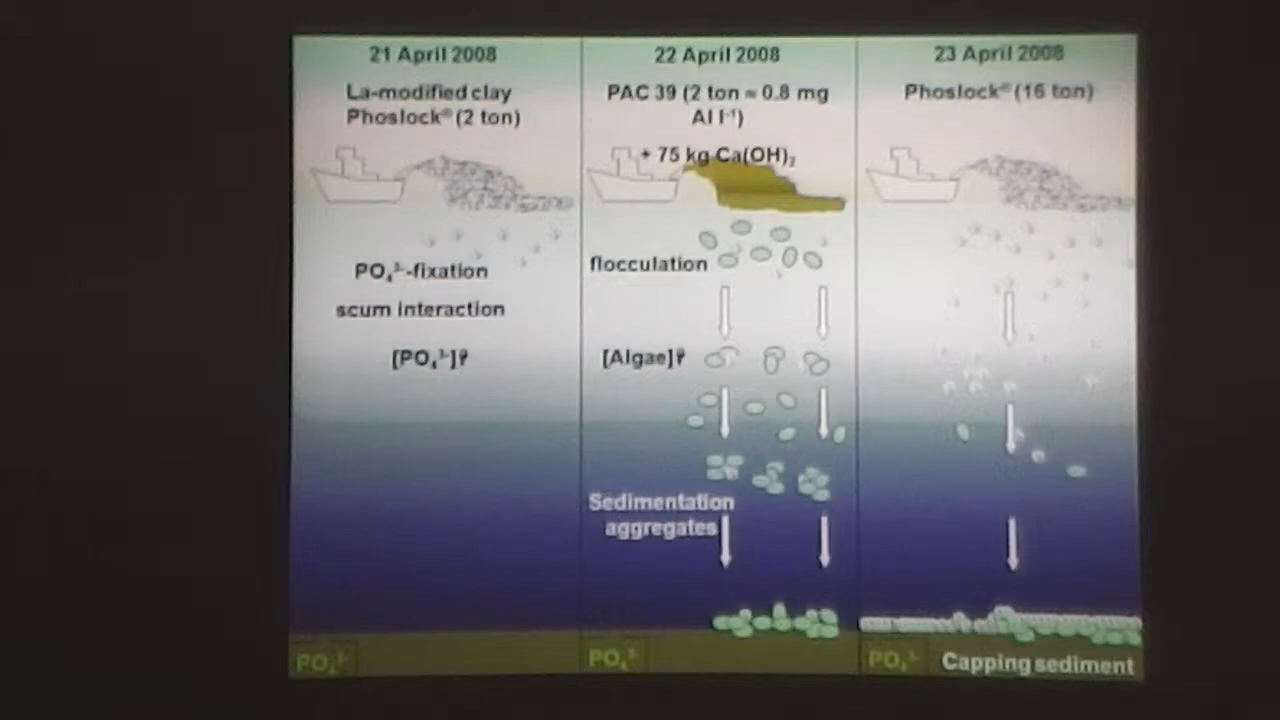 21 April 2008
La-modified clay
Phoslock® (2 ton)
PO₄³⁻-fixation
scum interaction
[PO₄³⁻]?
PO₄³⁻
22 April 2008
PAC 39 (2 ton = 0.8 mg
Al l⁻¹)
+ 75 kg Ca(OH)₂
flocculation
[Algae]?
Sedimentation
aggregates
PO₄³⁻
23 April 2008
Phoslock® (16 ton)
PO₄³⁻
Capping sediment